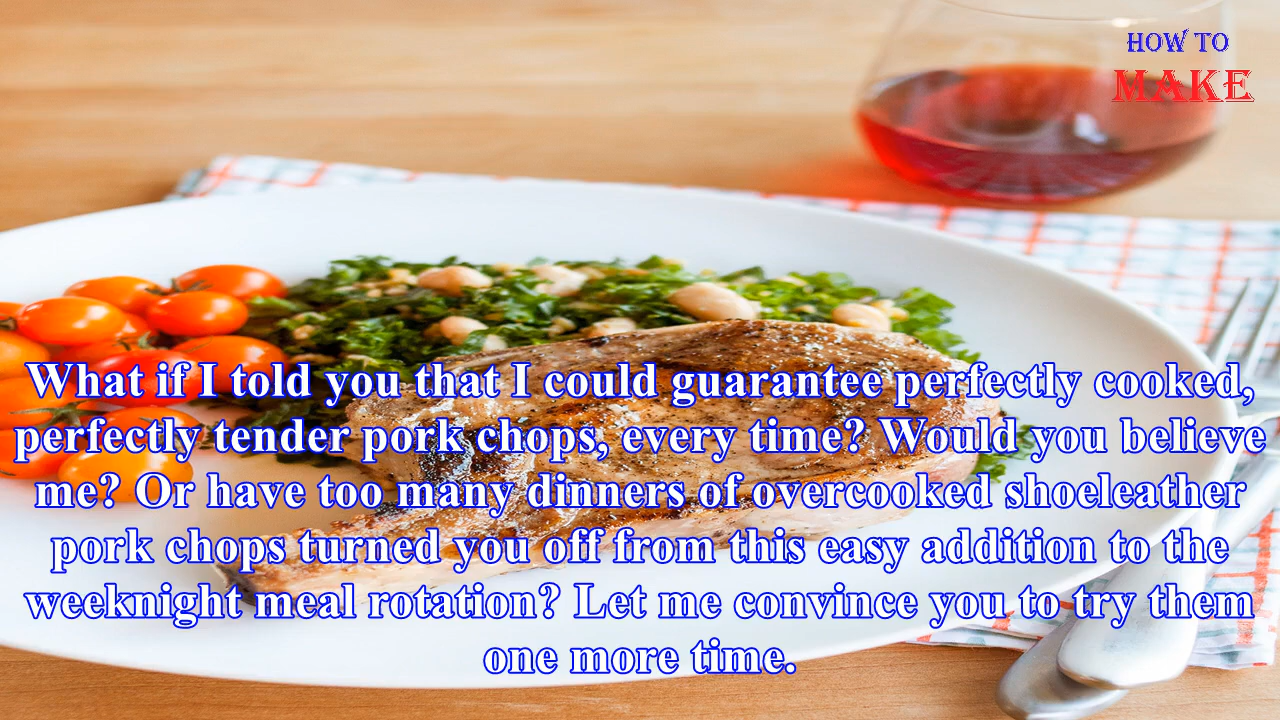 HOW TO
MAKE
What if I told you that I could guarantee perfectly cooked,
perfectly tender pork chops, every time? Would you believe
me? Or have too many dinners of overcooked shoeleather
pork chops turned you off from this easy addition to the
weeknight meal rotation? Let me convince you to try them
one more time.